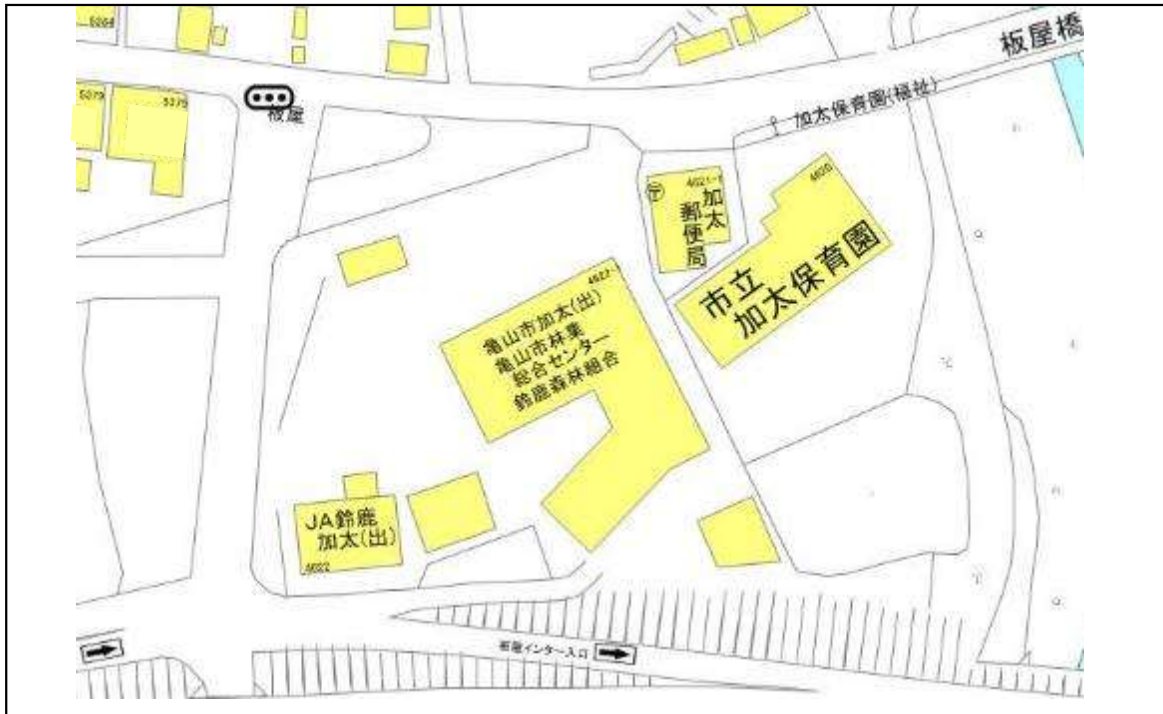 5264
板屋橋
5379
5375
板屋
加太保育園(福祉)
4621-1
〒
加太
郵便局
4620
市立
加太保育園
亀山市加太(出)
亀山市林業
総合センター
鈴鹿森林組合
JA鈴鹿
加太(出)
4622
板屋インター入口